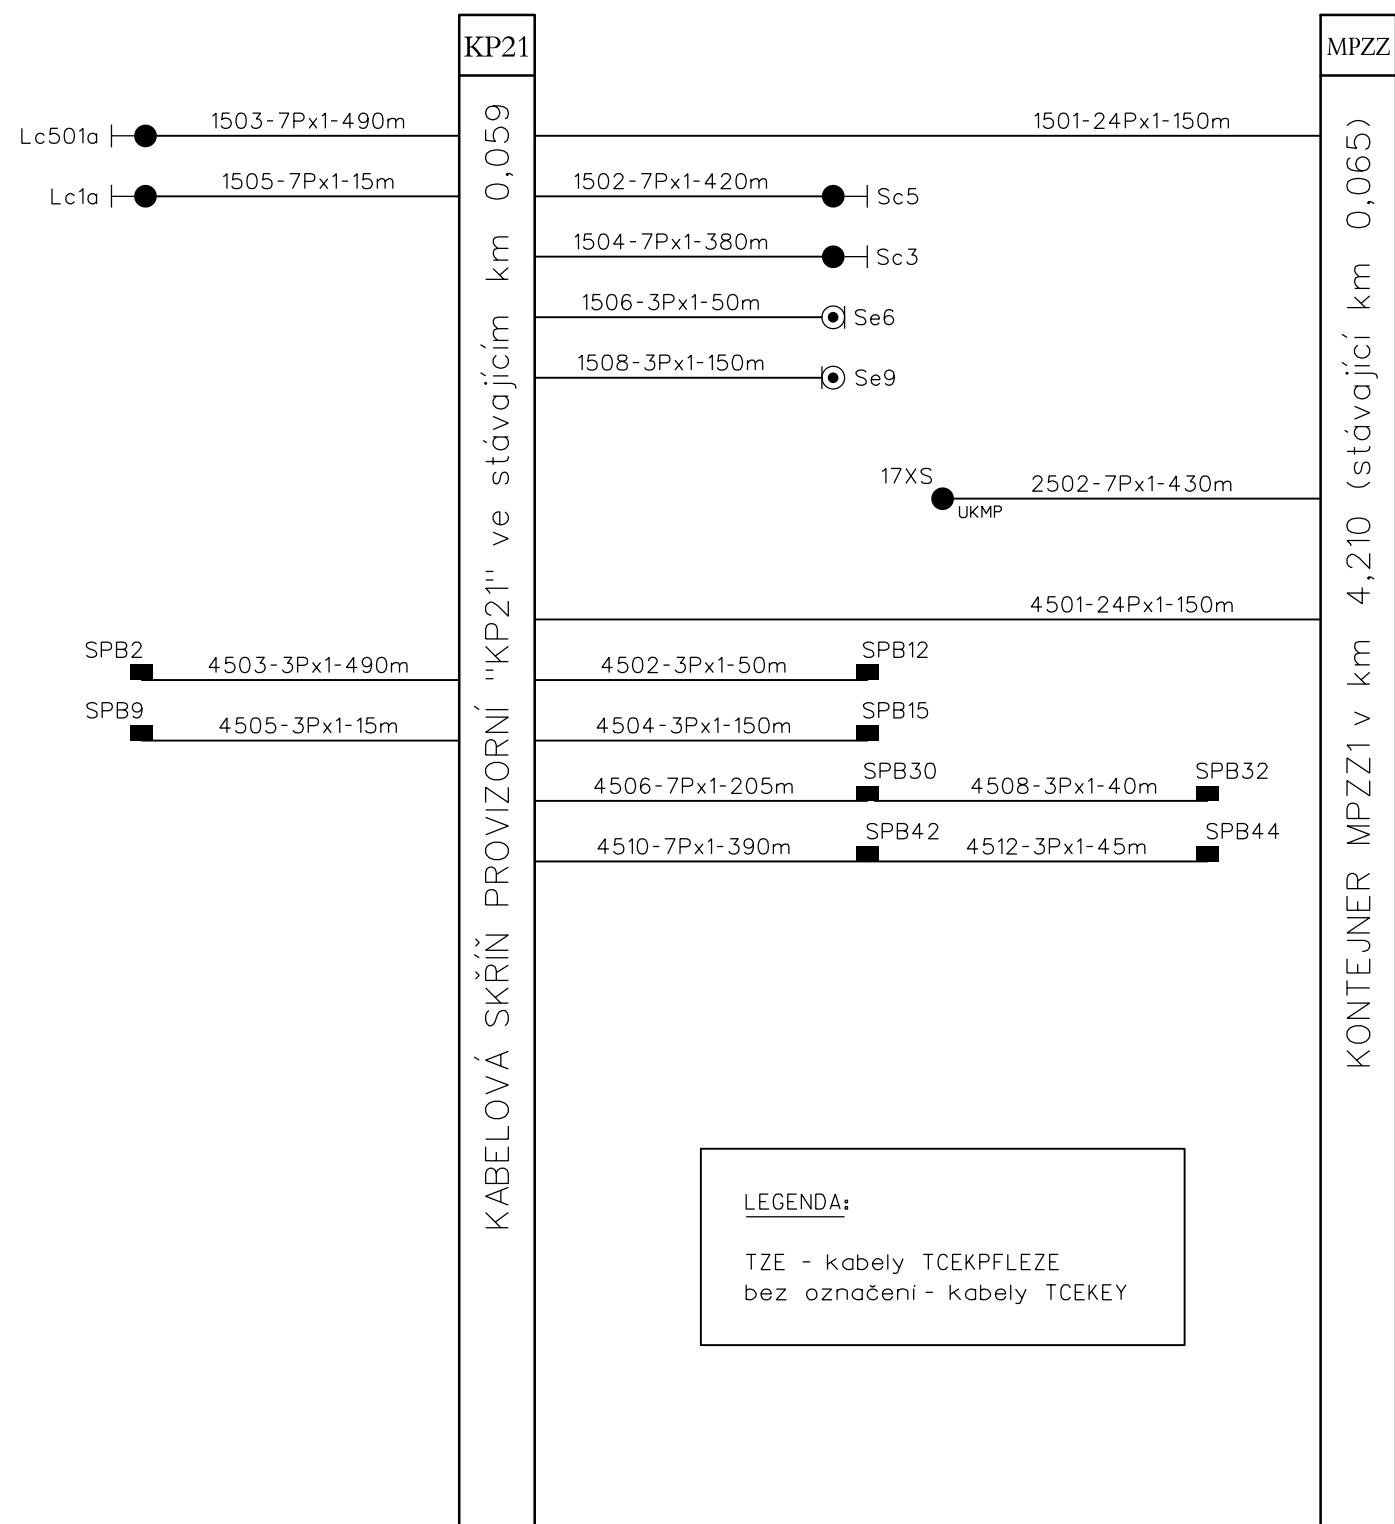 KP21
MPZZ
Lc501a
1503-7Px1-490m
1501-24Px1-150m
Lc1a
1505-7Px1-15m
1502-7Px1-420m
Sc5
1504-7Px1-380m
Sc3
1506-3Px1-50m
Se6
1508-3Px1-150m
Se9
17XS
UKMP
2502-7Px1-430m
4501-24Px1-150m
SPB2
4503-3Px1-490m
4502-3Px1-50m
SPB12
SPB9
4505-3Px1-15m
4504-3Px1-150m
SPB15
4506-7Px1-205m
SPB30
4508-3Px1-40m
SPB32
4510-7Px1-390m
SPB42
4512-3Px1-45m
SPB44
KABELOVÁ SKŘÍŇ PROVIZORNÍ "KP21" ve stávajícím km 0,059
KONTEJNER MPZZ1 v km 4,210 (stávající km 0,065)
LEGENDA:
TZE - kabely TCEKPFLEZE
bez označení - kabely TCEKEY